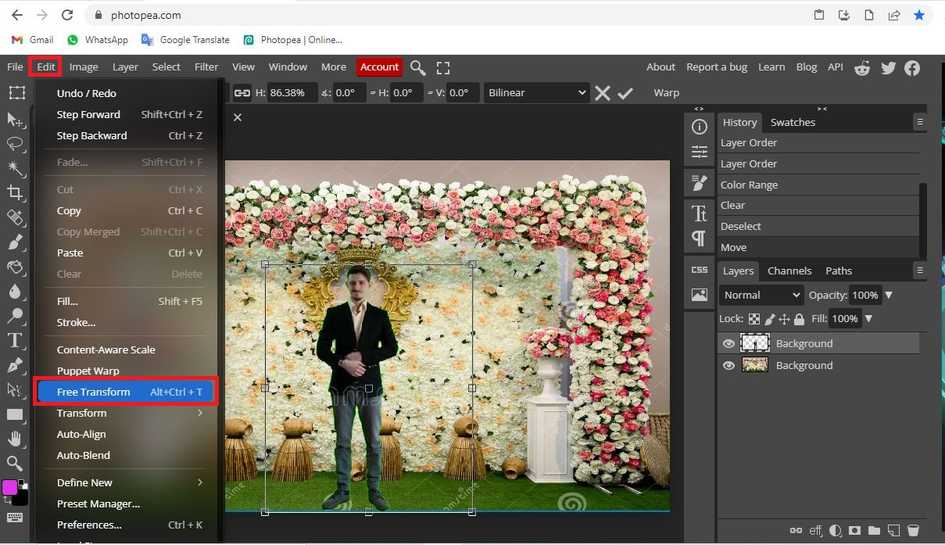 photopea.com
Gmail WhatsApp Google Translate Photopea | Online...
File Edit Image Layer Select Filter View Window More Account About Report a bug Learn Blog API
H: 86.38% ∡: 0.0° H: 0.0° V: 0.0° Bilinear Warp
Undo / Redo
Step Forward Shift+Ctrl + Z
Step Backward Ctrl + Z
Fade... Shift+Ctrl + F
Cut Ctrl + X
Copy Ctrl + C
Copy Merged Shift+Ctrl + C
Paste Ctrl + V
Clear Delete
Fill... Shift + F5
Stroke...
Content-Aware Scale
Puppet Warp
Free Transform Alt+Ctrl + T
Transform >
Auto-Align
Auto-Blend
Define New >
Preset Manager...
Preferences... Ctrl + K
History Swatches
Layer Order
Layer Order
Color Range
Clear
Deselect
Move
CSS
Layers Channels Paths
Normal Opacity: 100%
Lock: Fill: 100%
Background
Background
eff